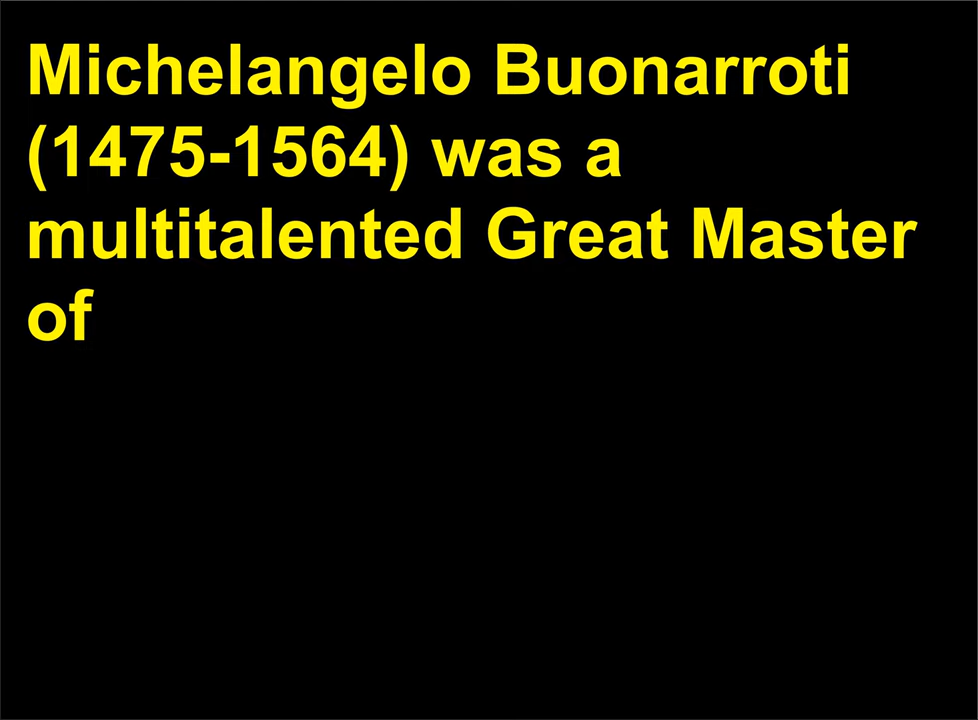 Michelangelo Buonarroti
(1475-1564) was a
multitalented Great Master
of